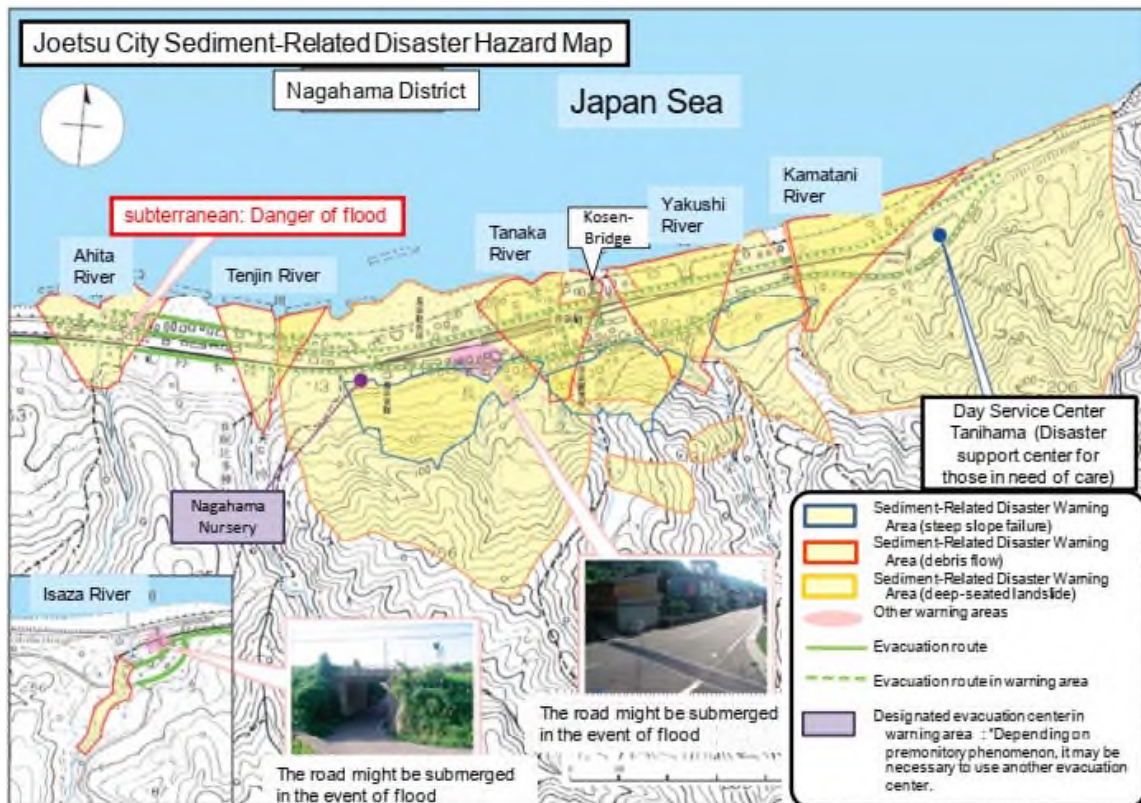 Joetsu City Sediment-Related Disaster Hazard Map
Nagahama District
Japan Sea
Kamatani
River
Yakushi
River
Kosen-
Bridge
Tanaka
River
subterranean: Danger of flood
Ahita
River
Tenjin River
Day Service Center
Tanihama (Disaster
support center for
those in need of care)
Nagahama
Nursery
Isaza River
The road might be submerged
in the event of flood
The road might be submerged
in the event of flood
Sediment-Related Disaster Warning
Area (steep slope failure)
Sediment-Related Disaster Warning
Area (debris flow)
Sediment-Related Disaster Warning
Area (deep-seated landslide)
Other warning areas
Evacuation route
Evacuation route in warning area
Designated evacuation center in
warning area : "Depending on
premonitory phenomenon, it may be
necessary to use another evacuation
center.